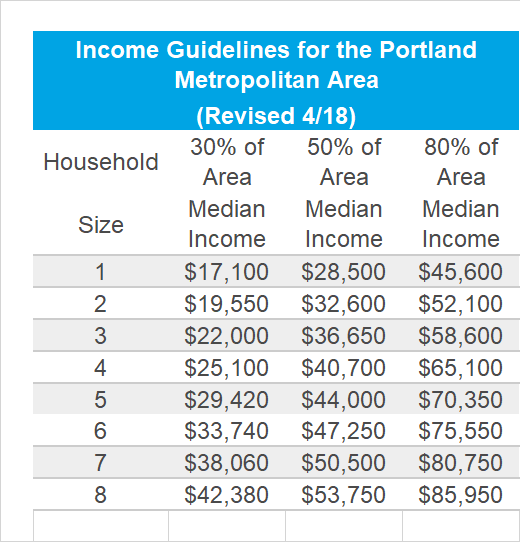 Income Guidelines for the Portland
Metropolitan Area
(Revised 4/18)
Household Size 30% of Area Median Income 50% of Area Median Income 80% of Area Median Income
1 $17,100 $28,500 $45,600
2 $19,550 $32,600 $52,100
3 $22,000 $36,650 $58,600
4 $25,100 $40,700 $65,100
5 $29,420 $44,000 $70,350
6 $33,740 $47,250 $75,550
7 $38,060 $50,500 $80,750
8 $42,380 $53,750 $85,950